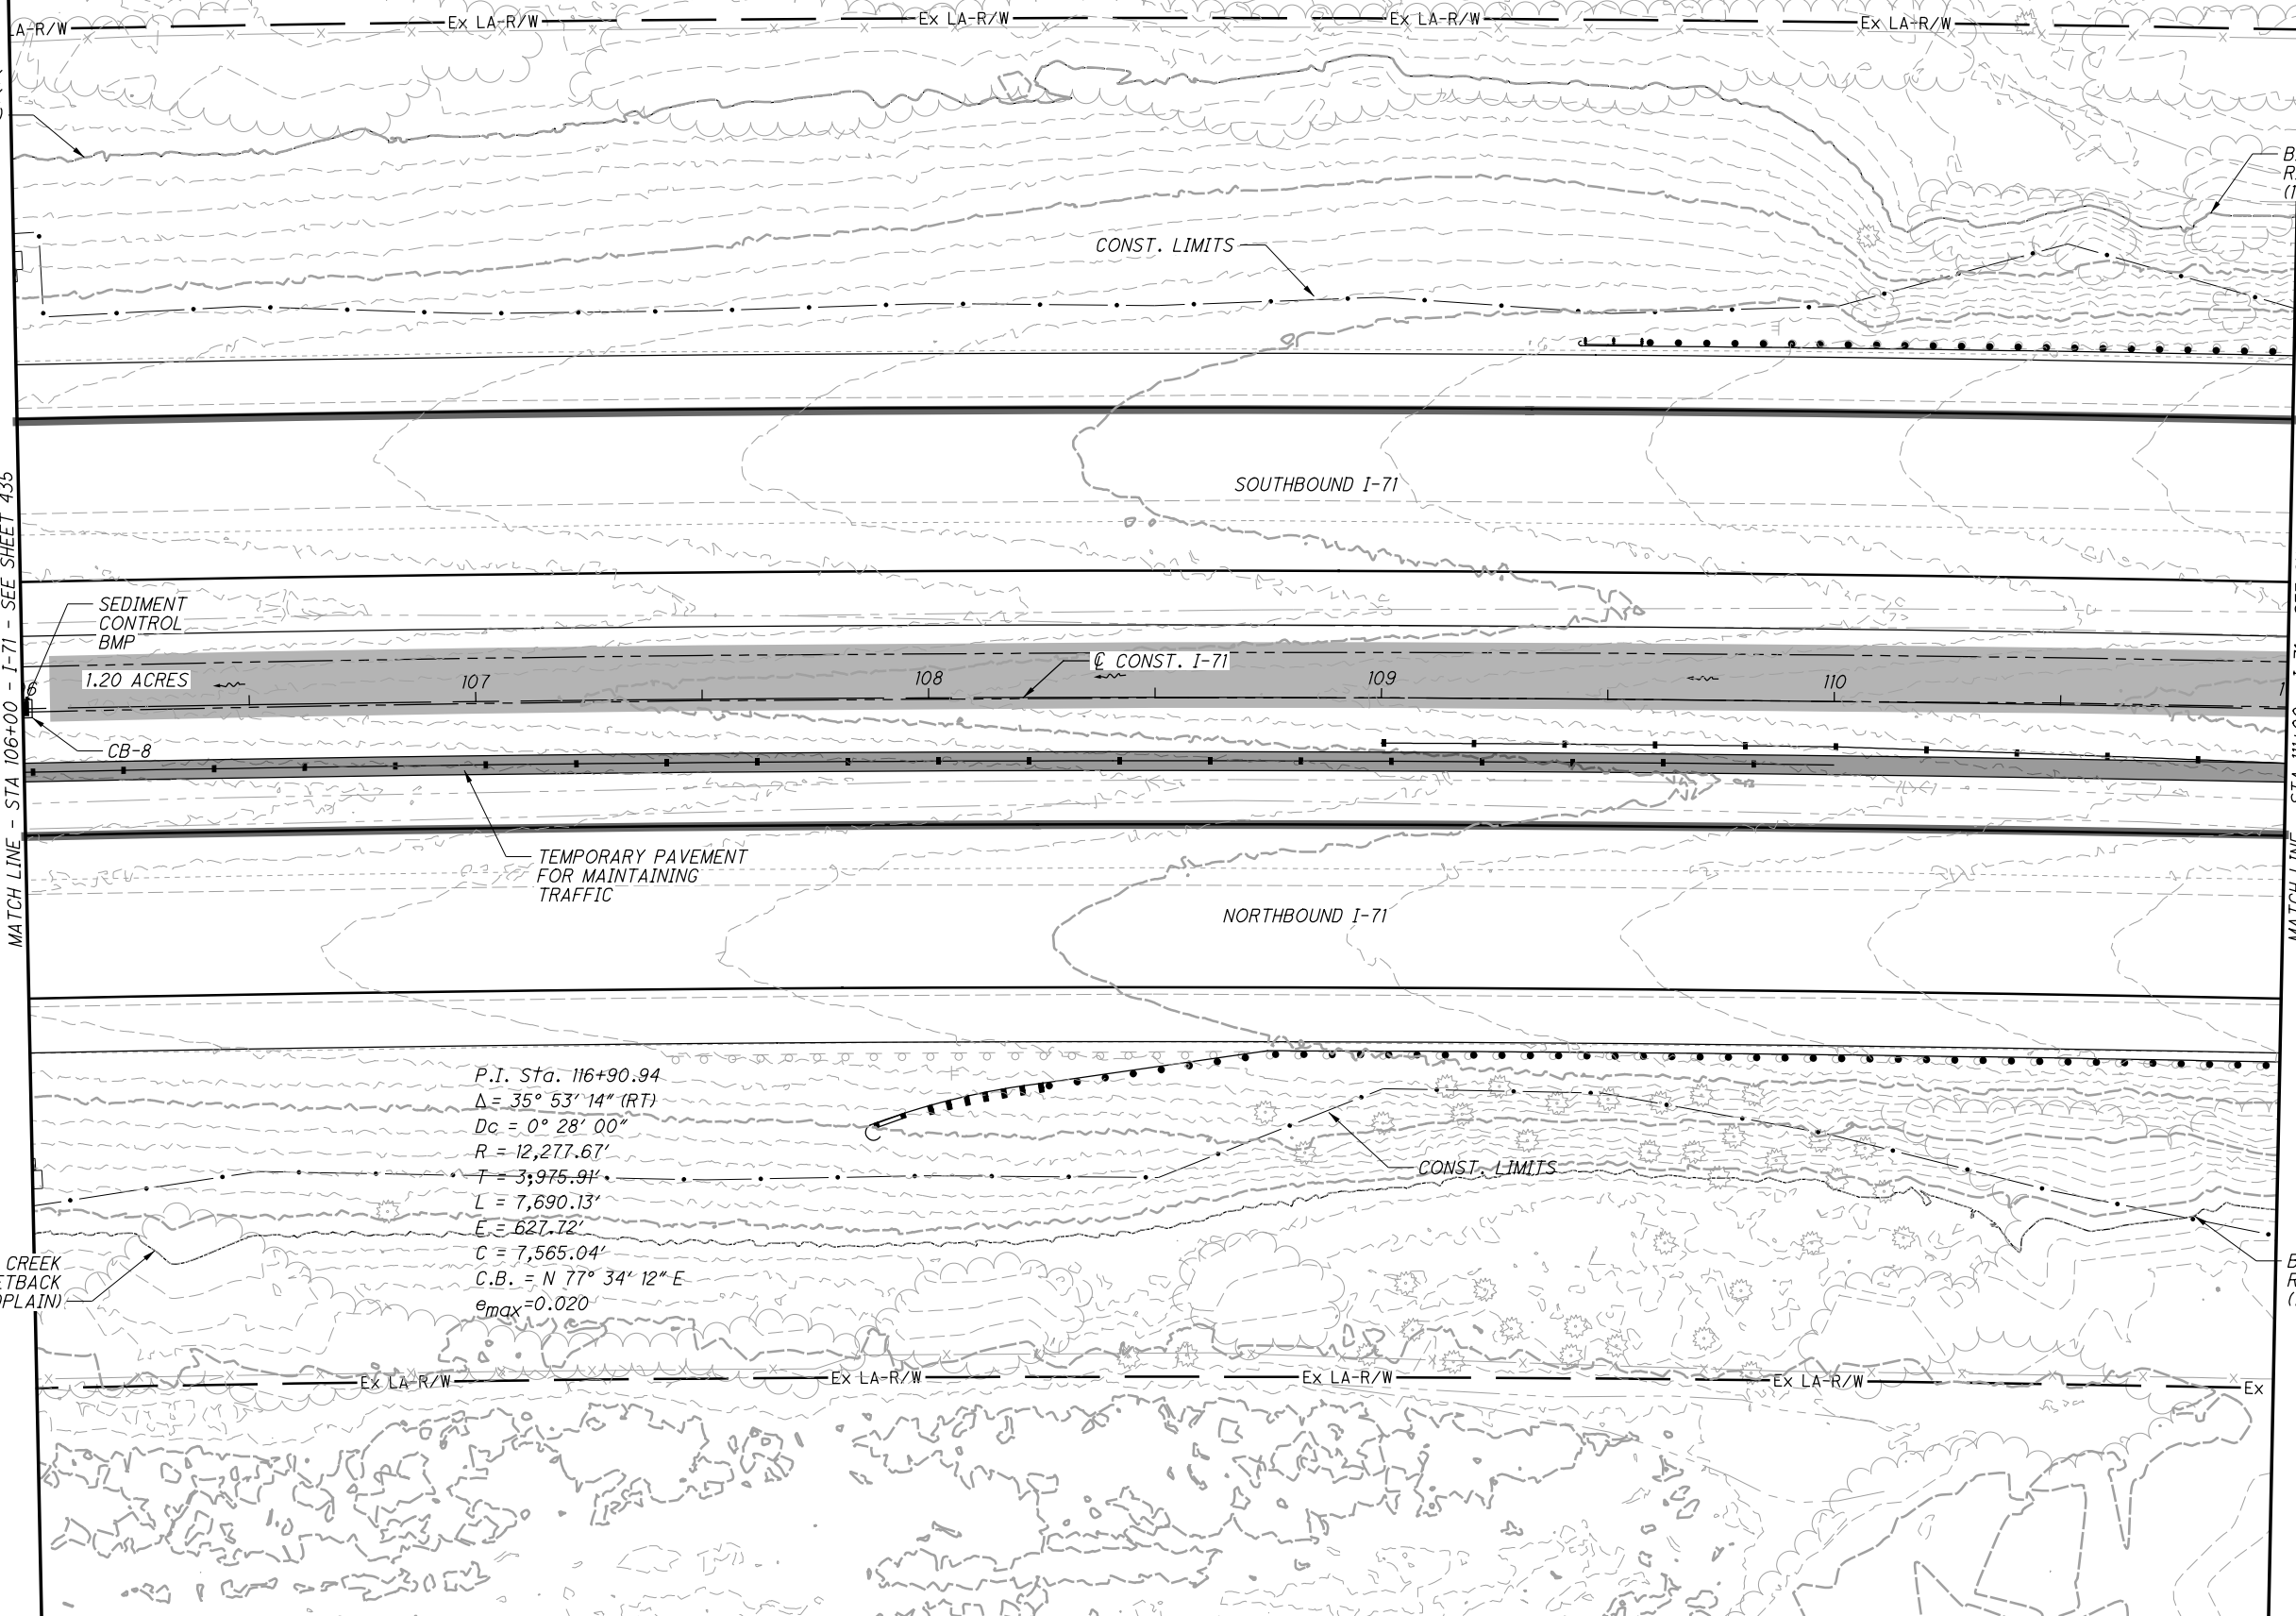 LA-R/W
Ex LA-R/W
Ex LA-R/W
Ex LA-R/W
Ex LA-R/W
CONST. LIMITS
SOUTHBOUND I-71
MATCH LINE - STA 106+00 - I-71 - SEE SHEET 435
SEDIMENT
CONTROL
BMP
1.20 ACRES
107
108
℄ CONST. I-71
109
110
CB-8
TEMPORARY PAVEMENT
FOR MAINTAINING
TRAFFIC
NORTHBOUND I-71
P.I. Sta. 116+90.94
Δ = 35° 53' 14" (RT)
Dc = 0° 28' 00"
R = 12,277.67'
T = 3,975.91'
L = 7,690.13'
E = 627.72'
C = 7,565.04'
C.B. = N 77° 34' 12" E
emax=0.020
CONST. LIMITS
CREEK
Ex LA-R/W
Ex LA-R/W
Ex LA-R/W
Ex LA-R/W
Ex